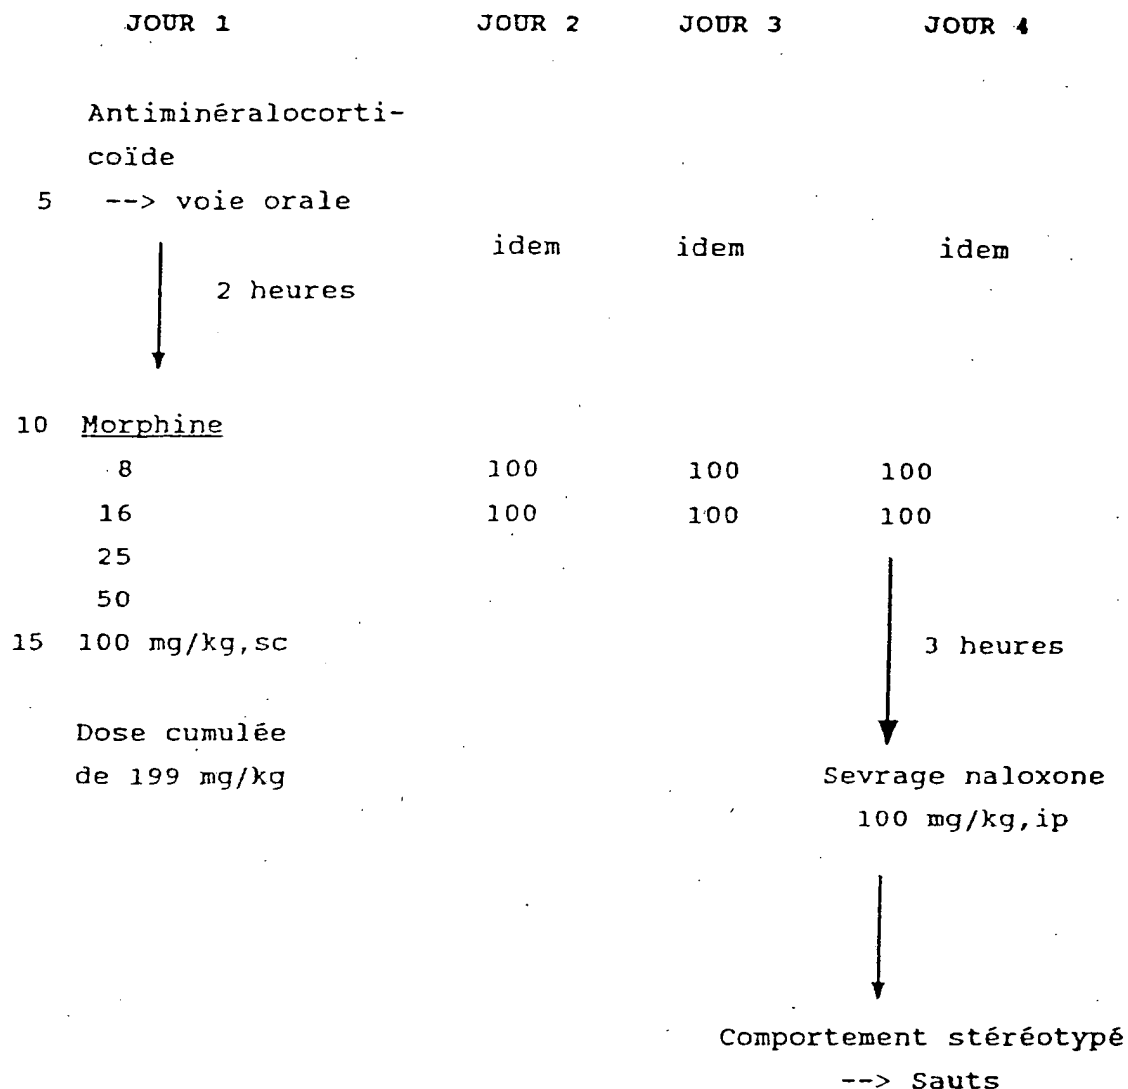 JOUR 1 JOUR 2 JOUR 3 JOUR 4
Antiminéralocorti-
coïde
5 --> voie orale
idem idem idem
2 heures
10 Morphine
8 100 100 100
16 100 100 100
25
50
15 100 mg/kg,sc 3 heures
Dose cumulée
de 199 mg/kg Sevrage naloxone
100 mg/kg,ip
Comportement stéréotypé
--> Sauts